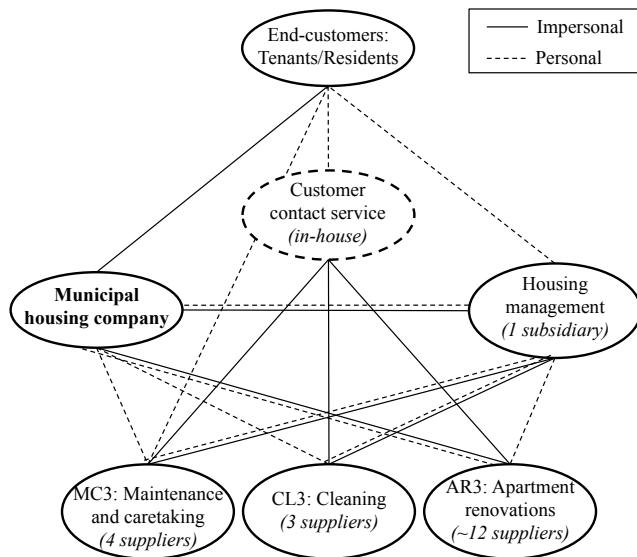 End-customers:
Tenants/Residents
Impersonal
Personal
Customer
contact service
(in-house)
Municipal
housing company
Housing
management
(1 subsidiary)
MC3: Maintenance
and caretaking
(4 suppliers)
CL3: Cleaning
(3 suppliers)
AR3: Apartment
renovations
(~12 suppliers)